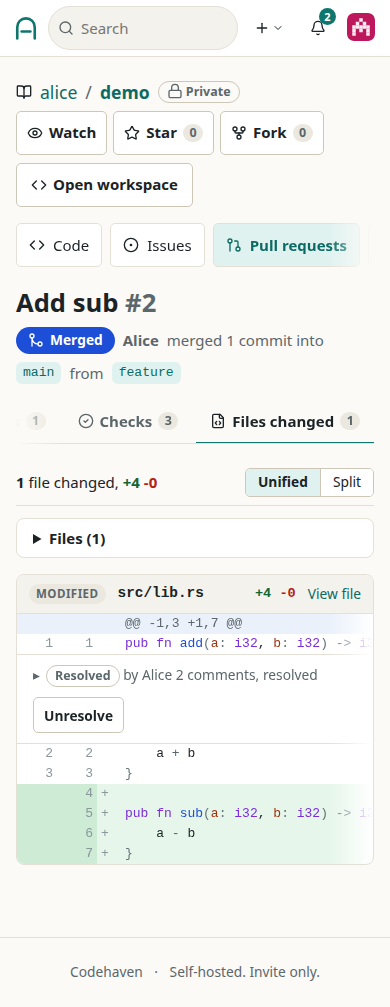 Search
2
alice / demo Private
Watch Star 0 Fork 0
Open workspace
Code Issues Pull requests
Add sub #2
Merged Alice merged 1 commit into
main from feature
1 Checks 3 Files changed 1
1 file changed, +4 -0 Unified Split
Files (1)
MODIFIED src/lib.rs +4 -0 View file
@@ -1,3 +1,7 @@
1 1 pub fn add(a: i32, b: i32) -> i
Resolved by Alice 2 comments, resolved
Unresolve
2 2 a + b
3 3 }
4 +
5 + pub fn sub(a: i32, b: i32) -> i
6 + a - b
7 + }
Codehaven · Self-hosted. Invite only.